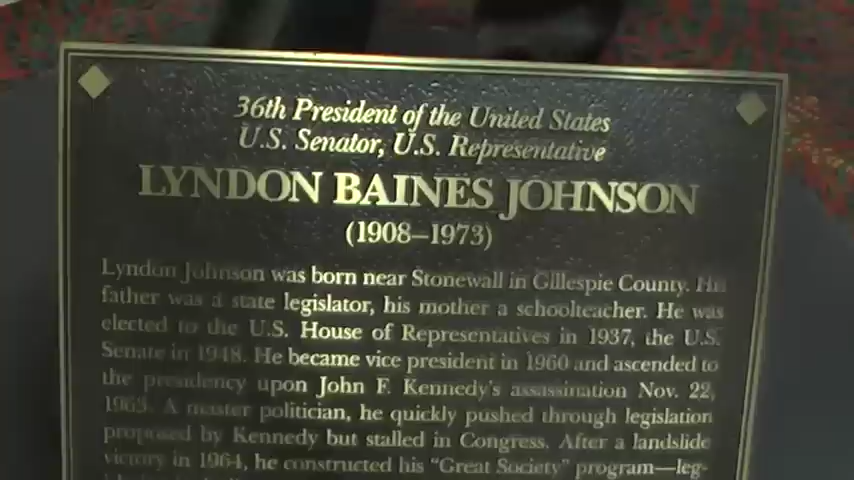 36th President of the United States
U.S. Senator, U.S. Representative
LYNDON BAINES JOHNSON
(1908–1973)
Lyndon Johnson was born near Stonewall in Gillespie County. His
father was a state legislator, his mother a schoolteacher. He was
elected to the U.S. House of Representatives in 1937, the U.S.
Senate in 1948. He became vice president in 1960 and ascended to
the presidency upon John F. Kennedy's assassination Nov. 22,
1963. A master politician, he quickly pushed through legislation
proposed by Kennedy but stalled in Congress. After a landslide
victory in 1964, he constructed his "Great Society" program—leg-